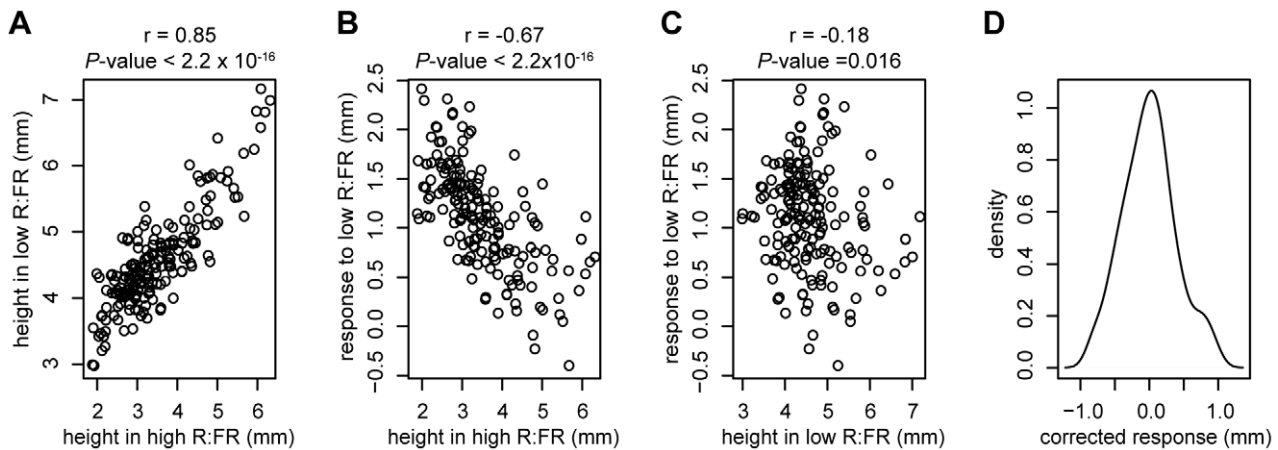 A
r = 0.85
P-value < 2.2 x 10⁻¹⁶
height in low R:FR (mm)
7
6
5
4
3
2 3 4 5 6
height in high R:FR (mm)
B
r = -0.67
P-value < 2.2x10⁻¹⁶
response to low R:FR (mm)
2.5
2.0
1.5
1.0
0.5
0.0
−0.5
2 3 4 5 6
height in high R:FR (mm)
C
r = -0.18
P-value =0.016
response to low R:FR (mm)
2.5
2.0
1.5
1.0
0.5
0.0
−0.5
3 4 5 6 7
height in low R:FR (mm)
D
density
1.0
0.8
0.6
0.4
0.2
0.0
−1.0 0.0 1.0
corrected response (mm)